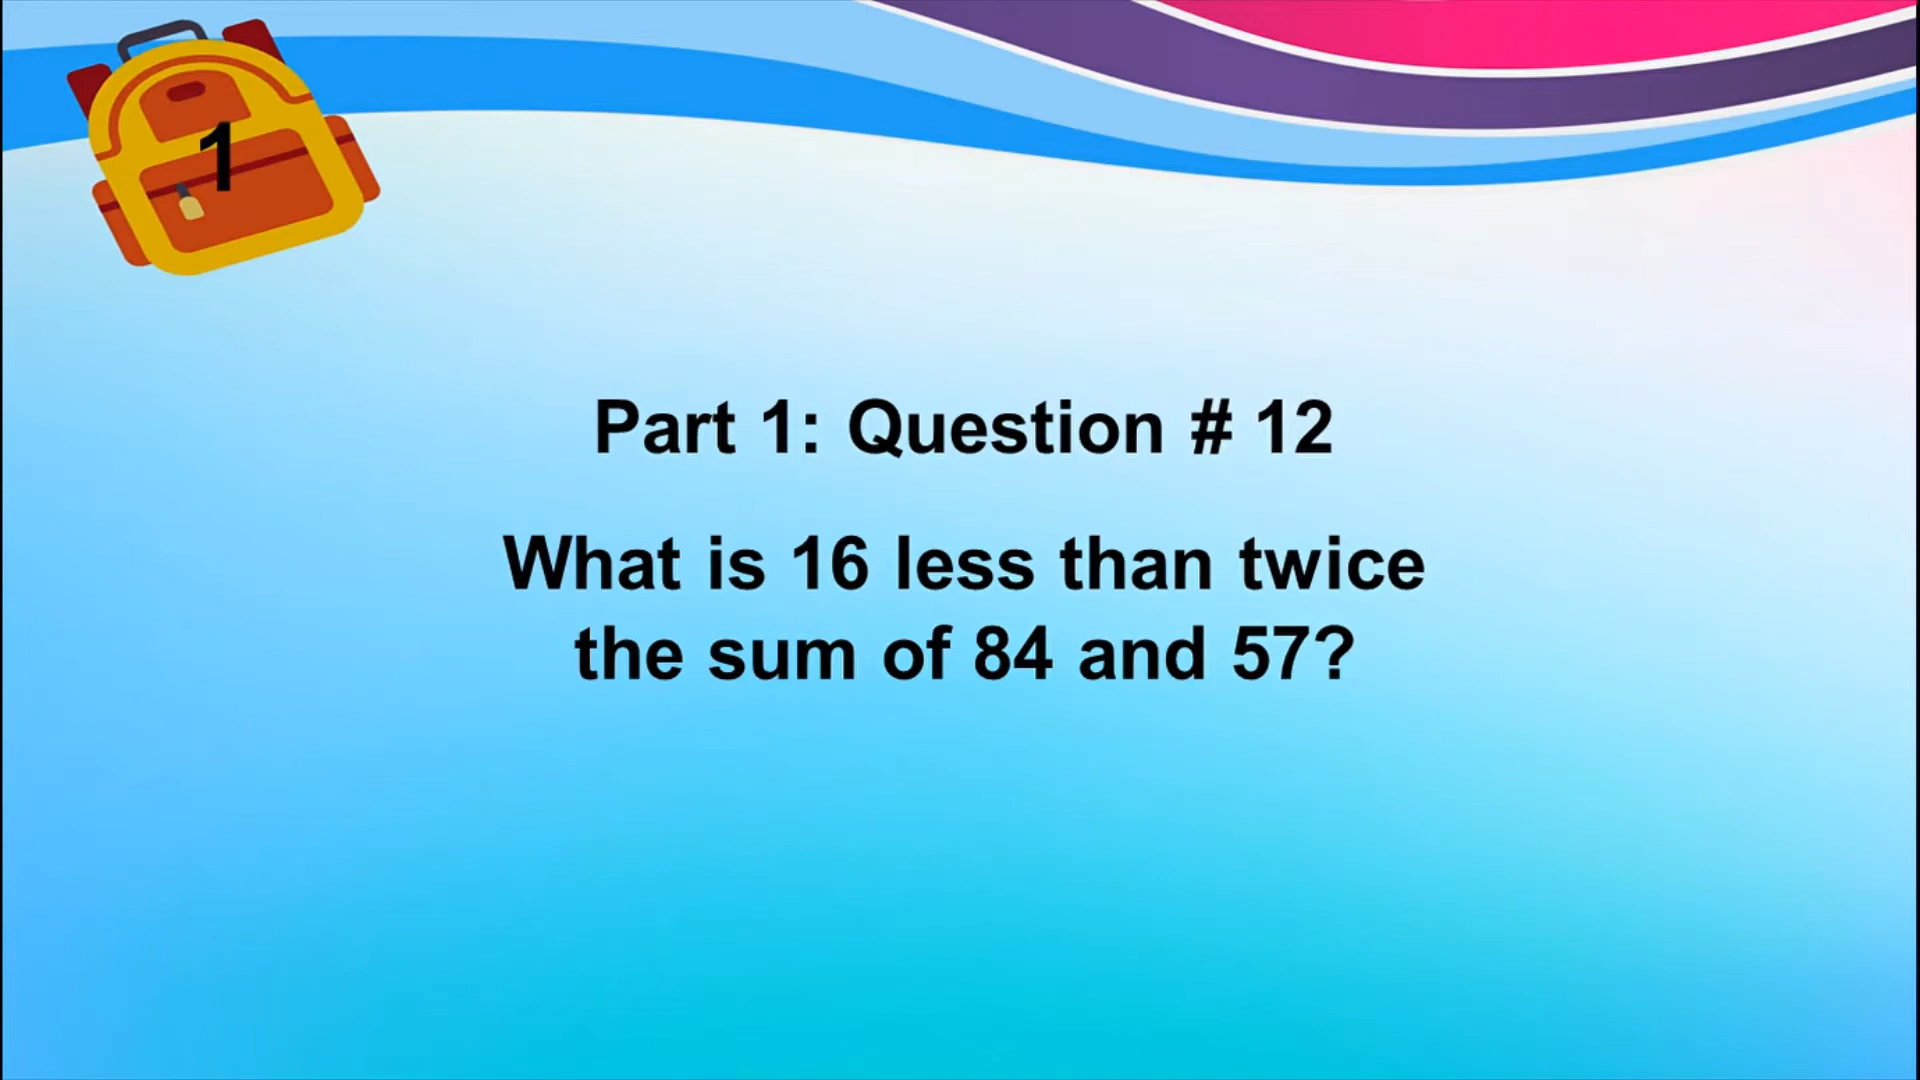 1
Part 1: Question # 12
What is 16 less than twice
the sum of 84 and 57?